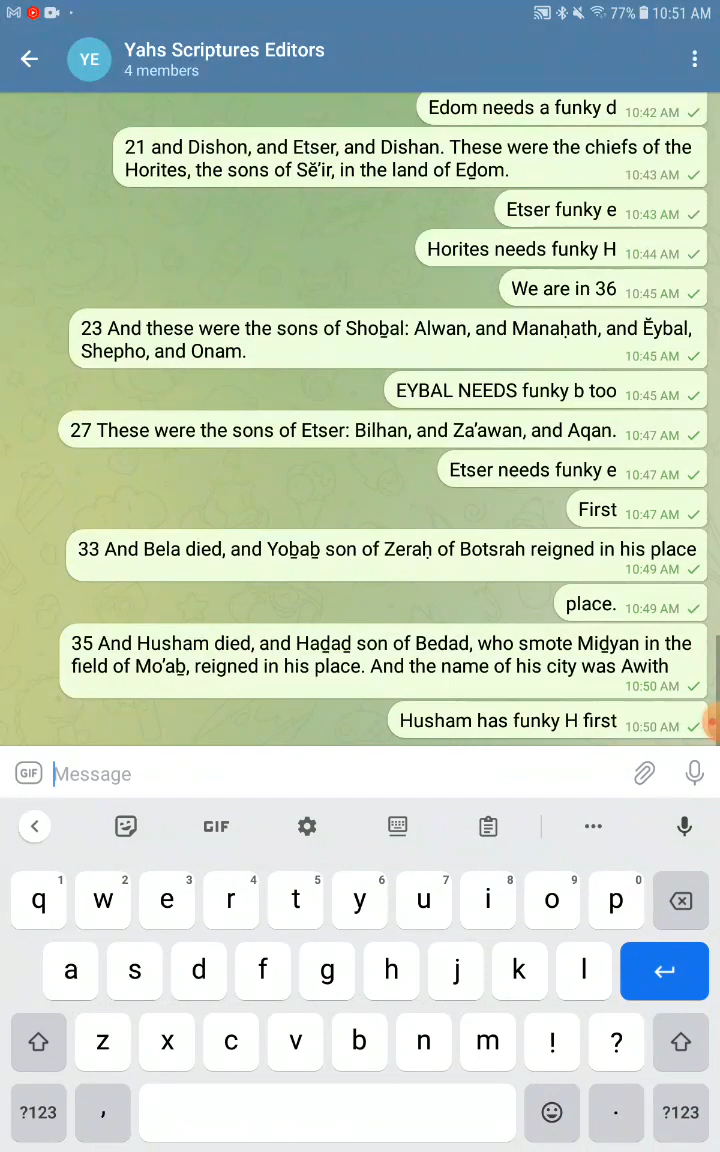 77% 10:51 AM
YE
Yahs Scriptures Editors
4 members
Edom needs a funky d 10:42 AM
21 and Dishon, and Etser, and Dishan. These were the chiefs of the
Horites, the sons of Sĕ’ir, in the land of Eḏom. 10:43 AM
Etser funky e 10:43 AM
Horites needs funky H 10:44 AM
We are in 36 10:45 AM
23 And these were the sons of Shoḇal: Alwan, and Manaḥath, and Ĕybal,
Shepho, and Onam. 10:45 AM
EYBAL NEEDS funky b too 10:45 AM
27 These were the sons of Etser: Bilhan, and Za’awan, and Aqan. 10:47 AM
Etser needs funky e 10:47 AM
First 10:47 AM
33 And Bela died, and Yoḇaḇ son of Zeraḥ of Botsrah reigned in his place
10:49 AM
place. 10:49 AM
35 And Husham died, and Haḏaḏ son of Bedad, who smote Miḏyan in the
field of Mo’aḇ, reigned in his place. And the name of his city was Awith
10:50 AM
Husham has funky H first 10:50 AM
GIF Message
GIF
q 1 w 2 e 3 r 4 t 5 y 6 u 7 i 8 o 9 p 0
a s d f g h j k l
z x c v b n m ! ?
?123 , . ?123